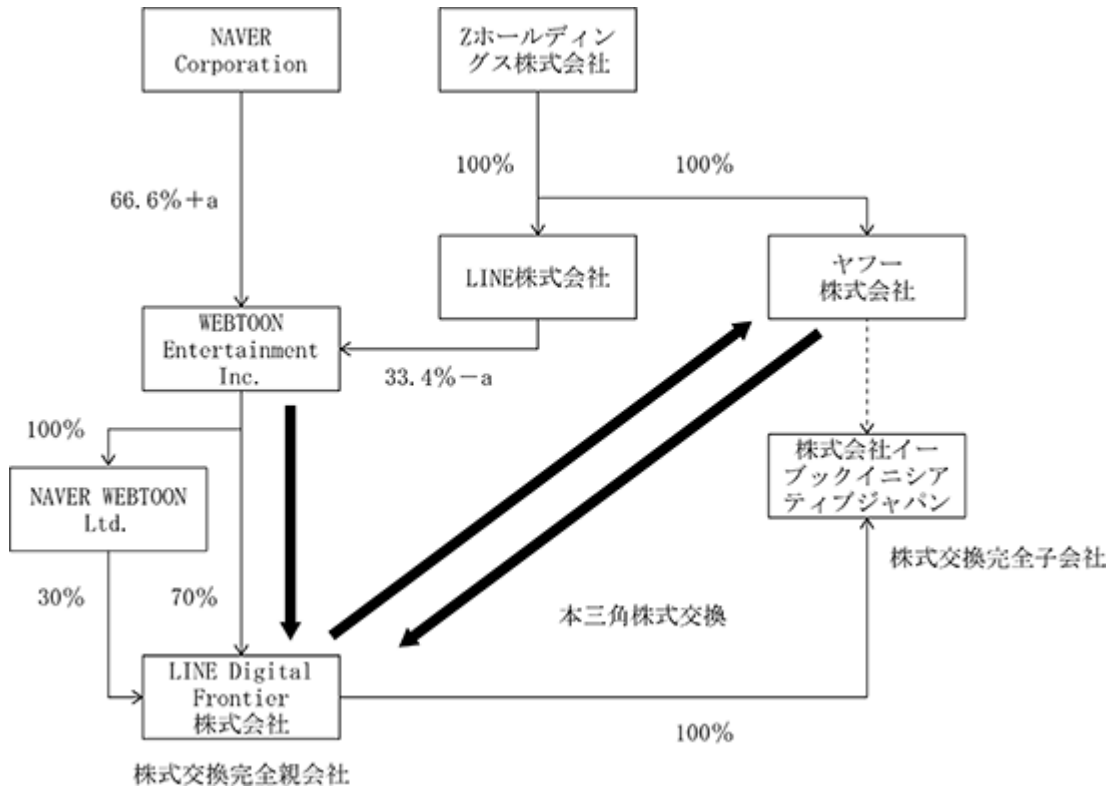 NAVER
Corporation
Zホールディン
グス株式会社
100%
100%
66.6%＋a
LINE株式会社
ヤフー
株式会社
WEBTOON
Entertainment
Inc.
33.4%－a
100%
株式会社イー
ブックイニシア
ティブジャパン
NAVER WEBTOON
Ltd.
株式交換完全子会社
30%
70%
本三角株式交換
LINE Digital
Frontier
株式会社
100%
株式交換完全親会社